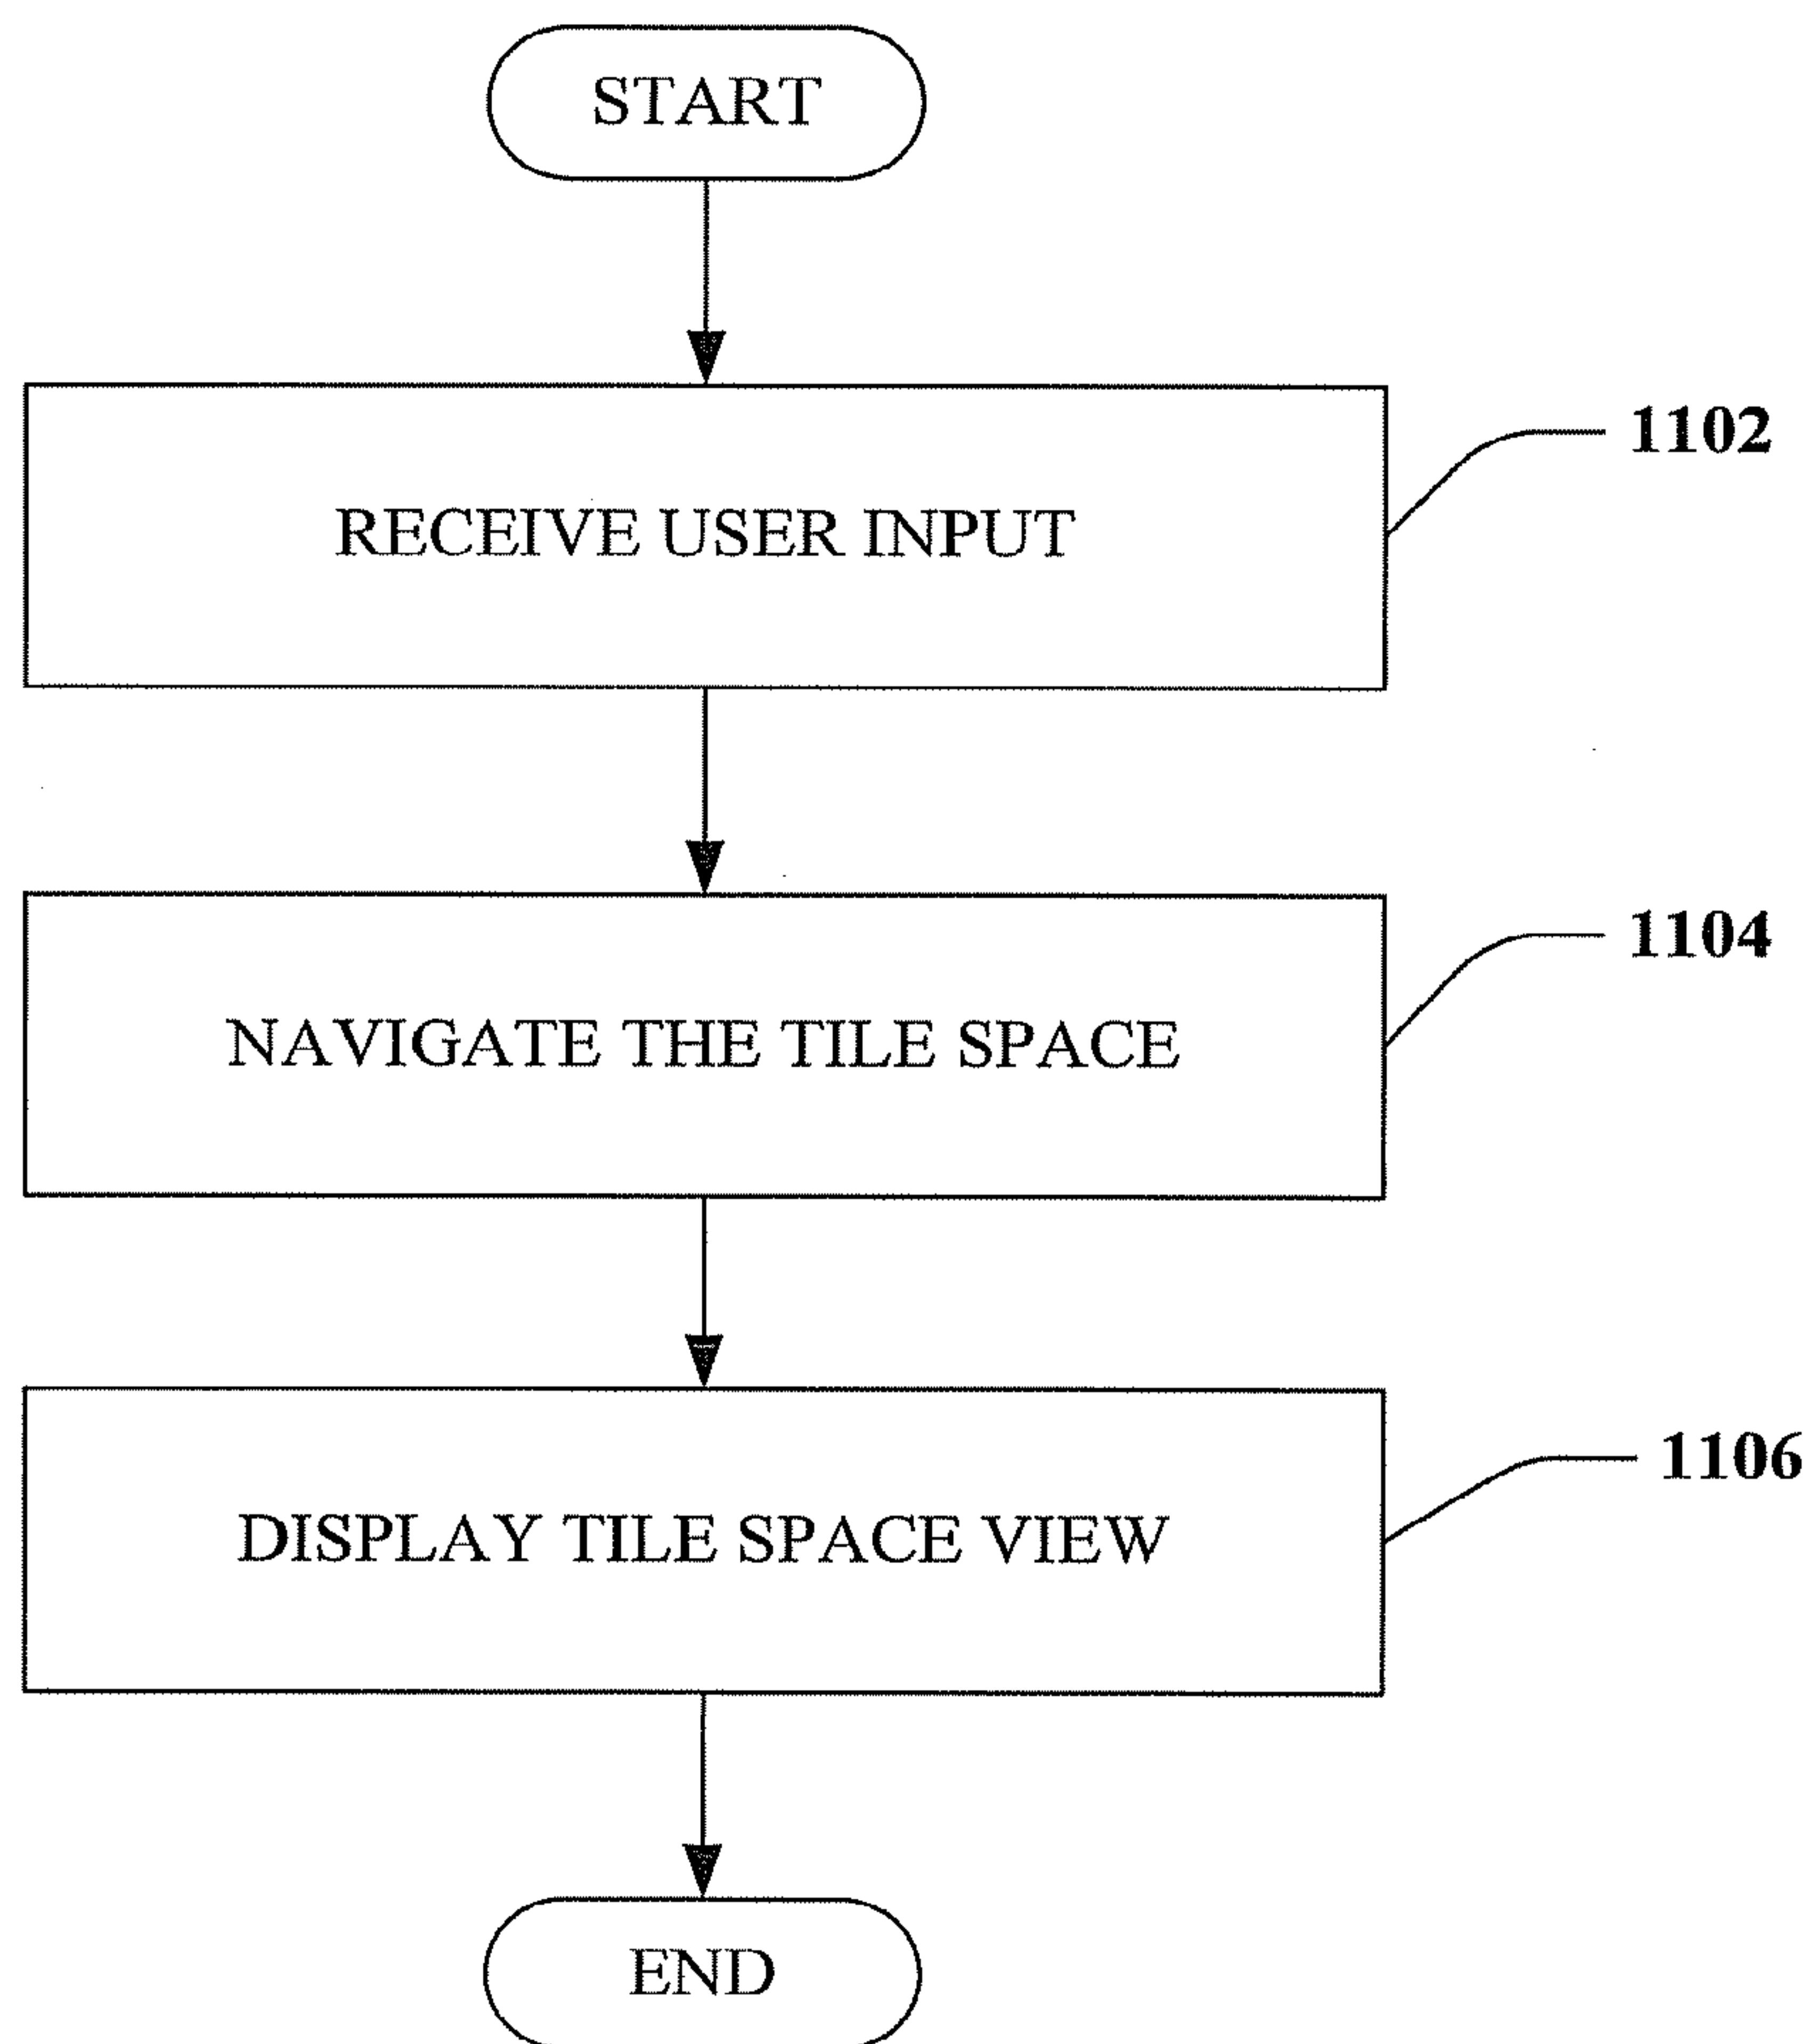 START
RECEIVE USER INPUT
1102
NAVIGATE THE TILE SPACE
1104
DISPLAY TILE SPACE VIEW
1106
END